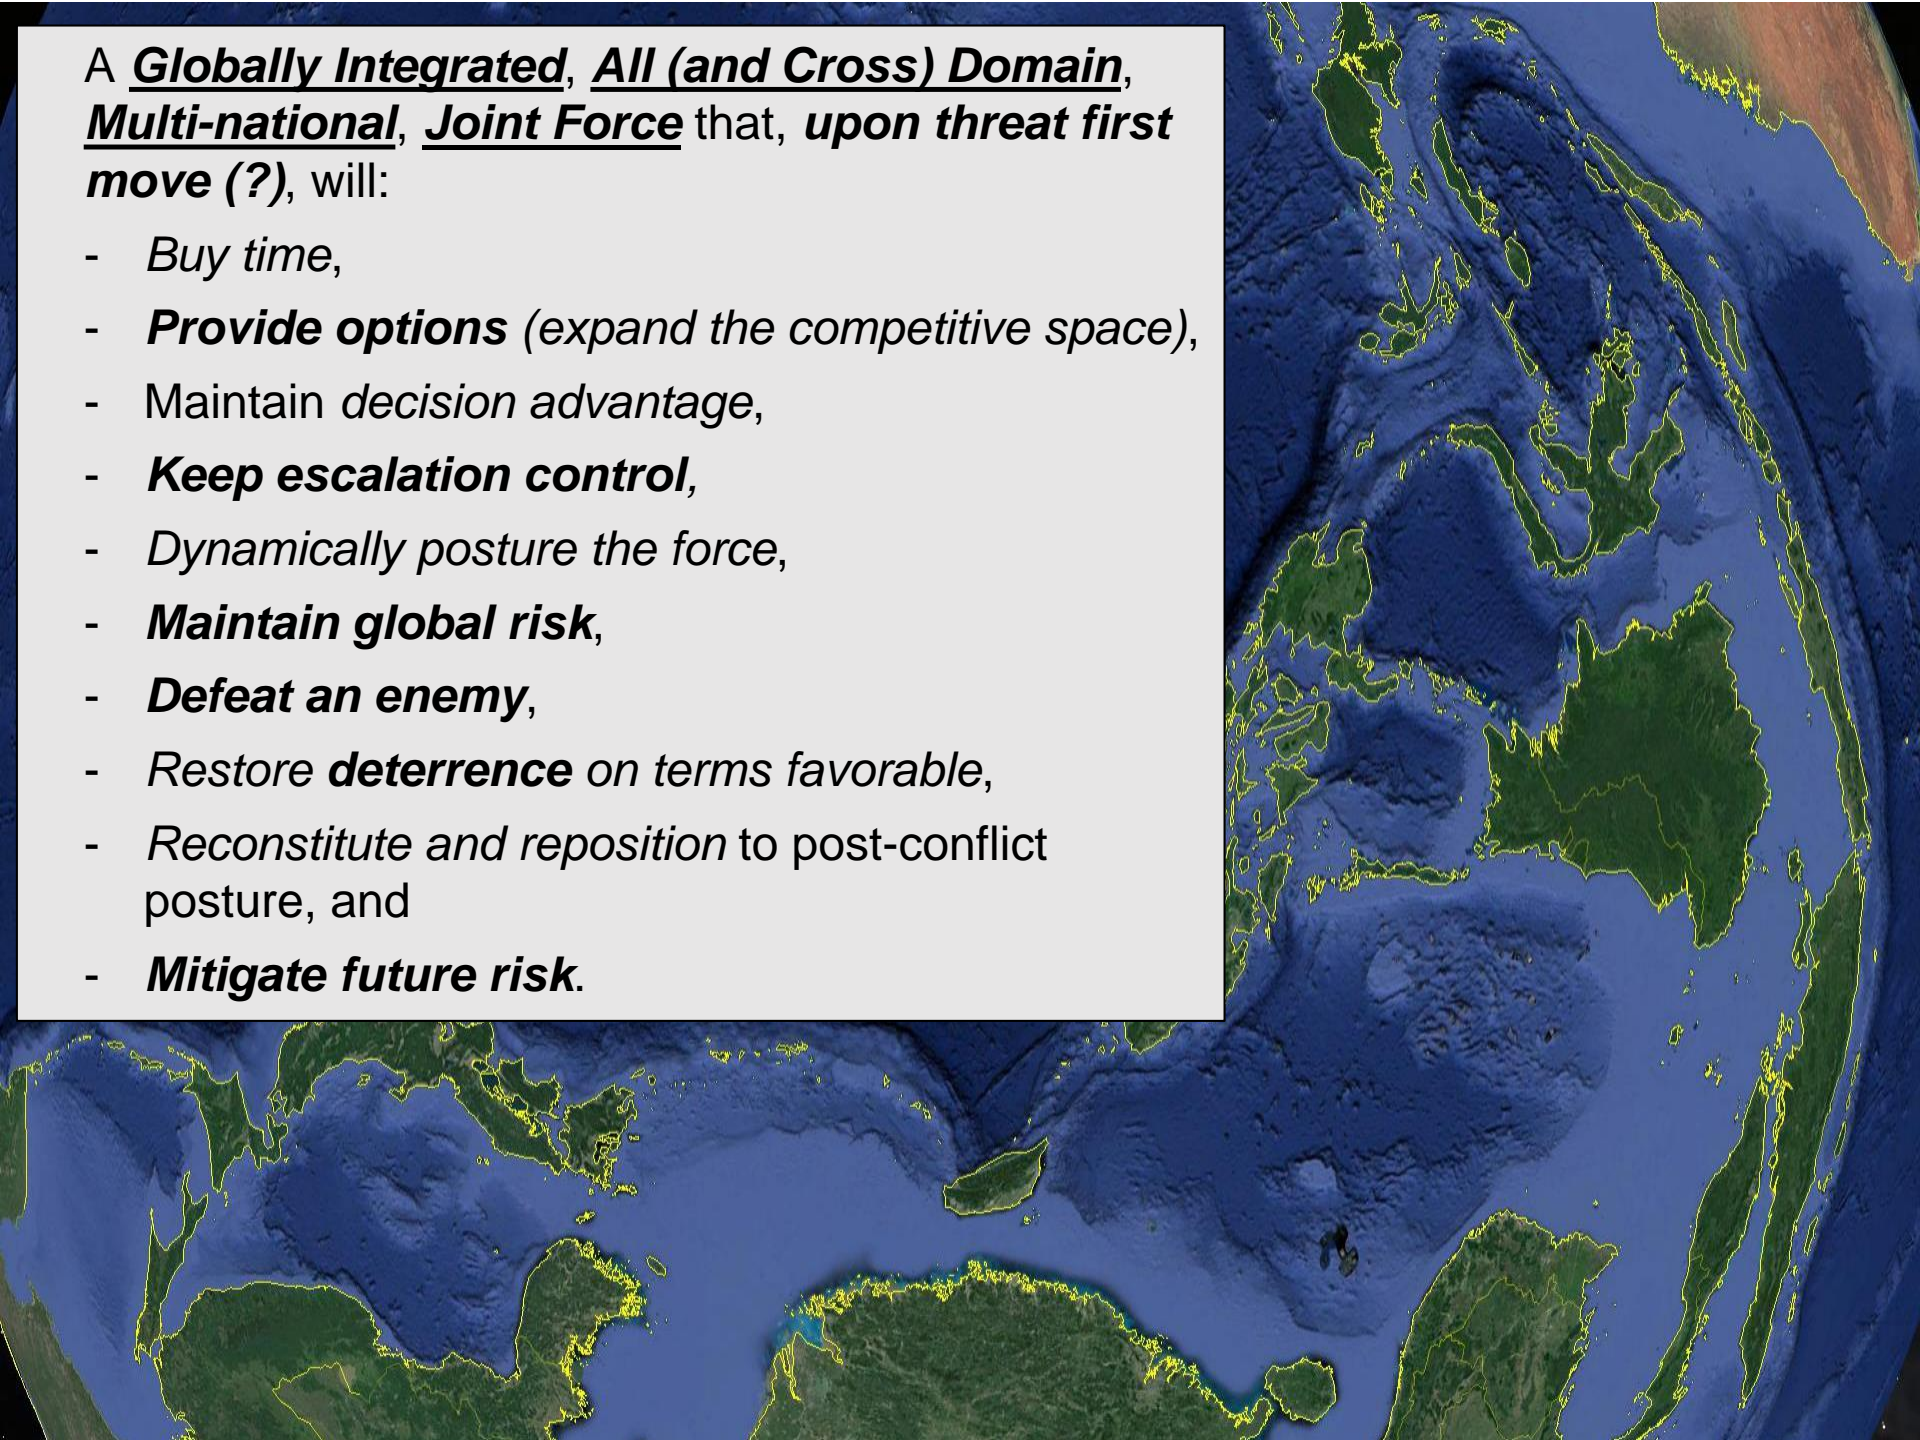 A Globally Integrated, All (and Cross) Domain,
Multi-national, Joint Force that, upon threat first
move (?), will:
- Buy time,
- Provide options (expand the competitive space),
- Maintain decision advantage,
- Keep escalation control,
- Dynamically posture the force,
- Maintain global risk,
- Defeat an enemy,
- Restore deterrence on terms favorable,
- Reconstitute and reposition to post-conflict
posture, and
- Mitigate future risk.